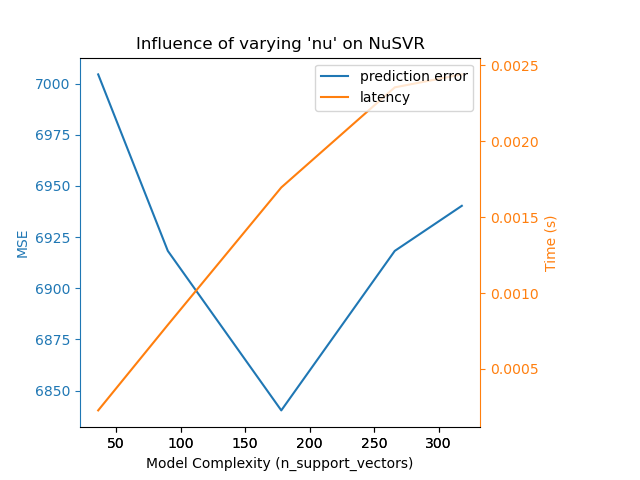 Influence of varying 'nu' on NuSVR
prediction error
latency
7000
6975
6950
6925
6900
6875
6850
MSE
0.0025
0.0020
0.0015
0.0010
0.0005
Time (s)
50 100 150 200 250 300
Model Complexity (n_support_vectors)